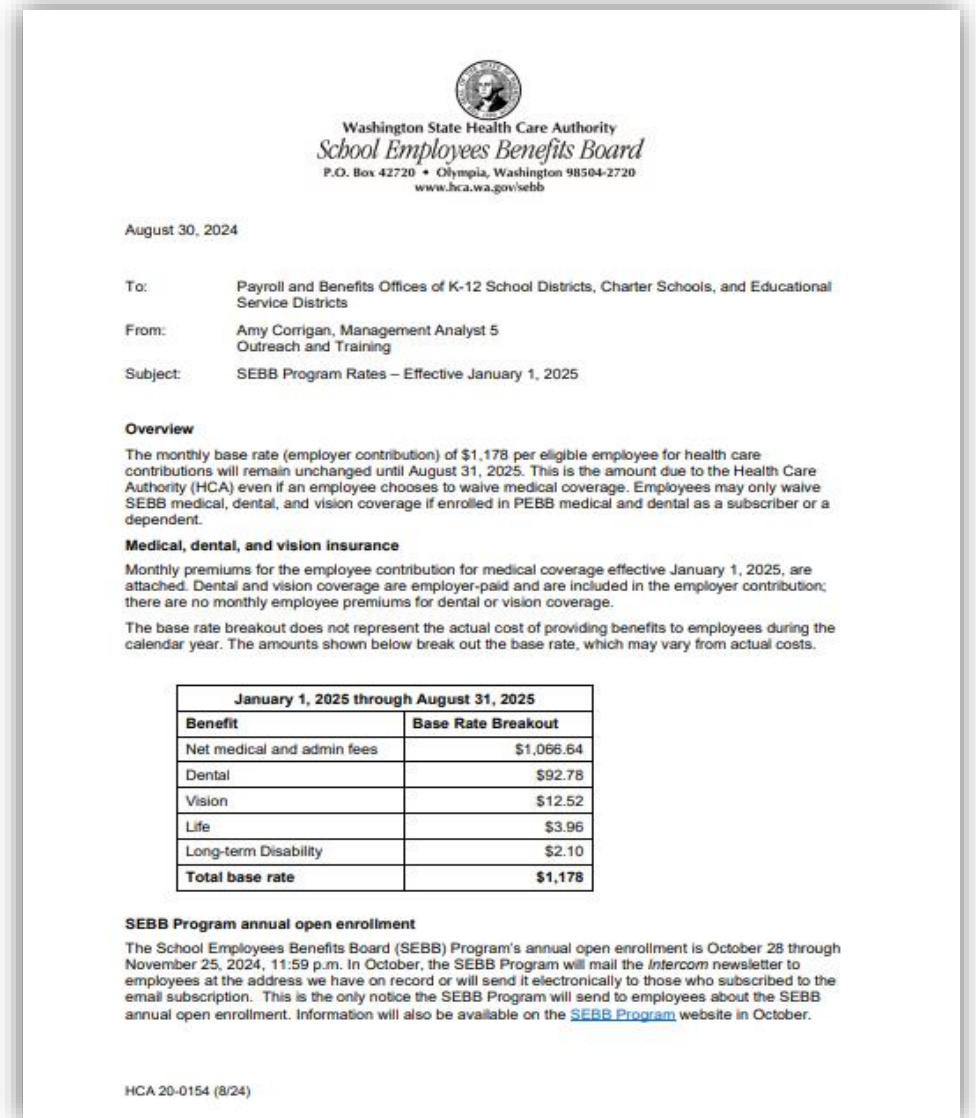 Washington State Health Care Authority
School Employees Benefits Board
P.O. Box 42720 • Olympia, Washington 98504-2720
www.hca.wa.gov/sebb
August 30, 2024
To: Payroll and Benefits Offices of K-12 School Districts, Charter Schools, and Educational
Service Districts
From: Amy Corrigan, Management Analyst 5
Outreach and Training
Subject: SEBB Program Rates – Effective January 1, 2025
Overview
The monthly base rate (employer contribution) of $1,178 per eligible employee for health care
contributions will remain unchanged until August 31, 2025. This is the amount due to the Health Care
Authority (HCA) even if an employee chooses to waive medical coverage. Employees may only waive
SEBB medical, dental, and vision coverage if enrolled in PEBB medical and dental as a subscriber or a
dependent.
Medical, dental, and vision insurance
Monthly premiums for the employee contribution for medical coverage effective January 1, 2025, are
attached. Dental and vision coverage are employer-paid and are included in the employer contribution;
there are no monthly employee premiums for dental or vision coverage.
The base rate breakout does not represent the actual cost of providing benefits to employees during the
calendar year. The amounts shown below break out the base rate, which may vary from actual costs.
January 1, 2025 through August 31, 2025
Benefit Base Rate Breakout
Net medical and admin fees $1,066.64
Dental $92.78
Vision $12.52
Life $3.96
Long-term Disability $2.10
Total base rate $1,178
SEBB Program annual open enrollment
The School Employees Benefits Board (SEBB) Program's annual open enrollment is October 28 through
November 25, 2024, 11:59 p.m. In October, the SEBB Program will mail the Intercom newsletter to
employees at the address we have on record or will send it electronically to those who subscribed to the
email subscription. This is the only notice the SEBB Program will send to employees about the SEBB
annual open enrollment. Information will also be available on the SEBB Program website in October.
HCA 20-0154 (8/24)